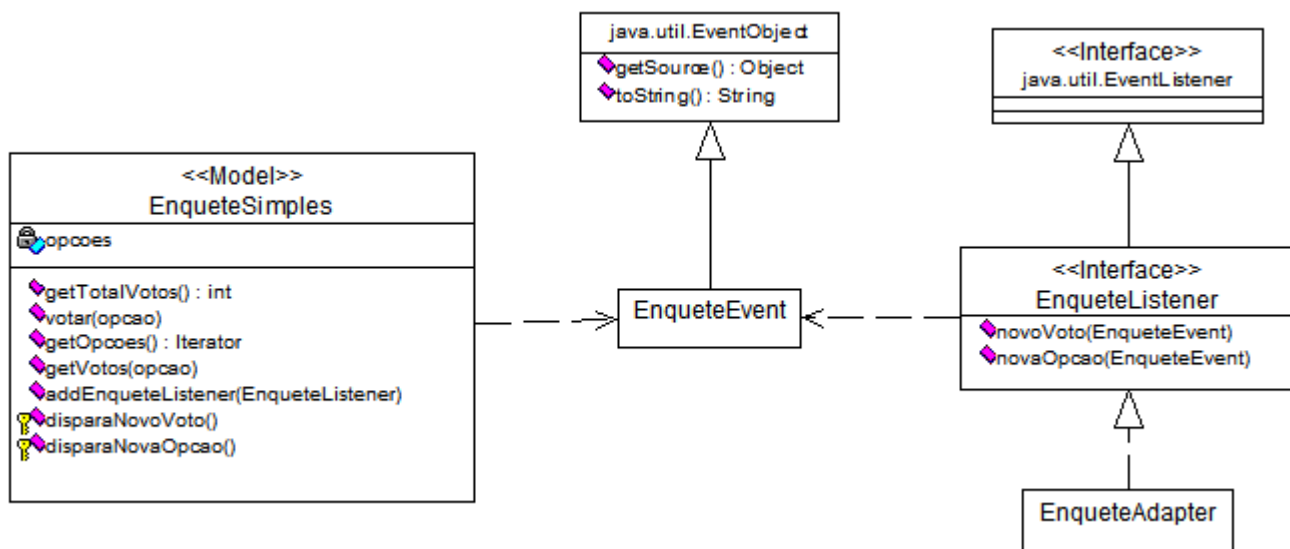 <<Model>>
EnqueteSimples
opcoes
getTotalVotos() : int
votar(opcao)
getOpcoes() : Iterator
getVotos(opcao)
addEnqueteListener(EnqueteListener)
disparaNovoVoto()
disparaNovaOpcao()
java.util.EventObject
getSource() : Object
toString() : String
EnqueteEvent
<<Interface>>
java.util.EventListener
<<Interface>>
EnqueteListener
novoVoto(EnqueteEvent)
novaOpcao(EnqueteEvent)
EnqueteAdapter